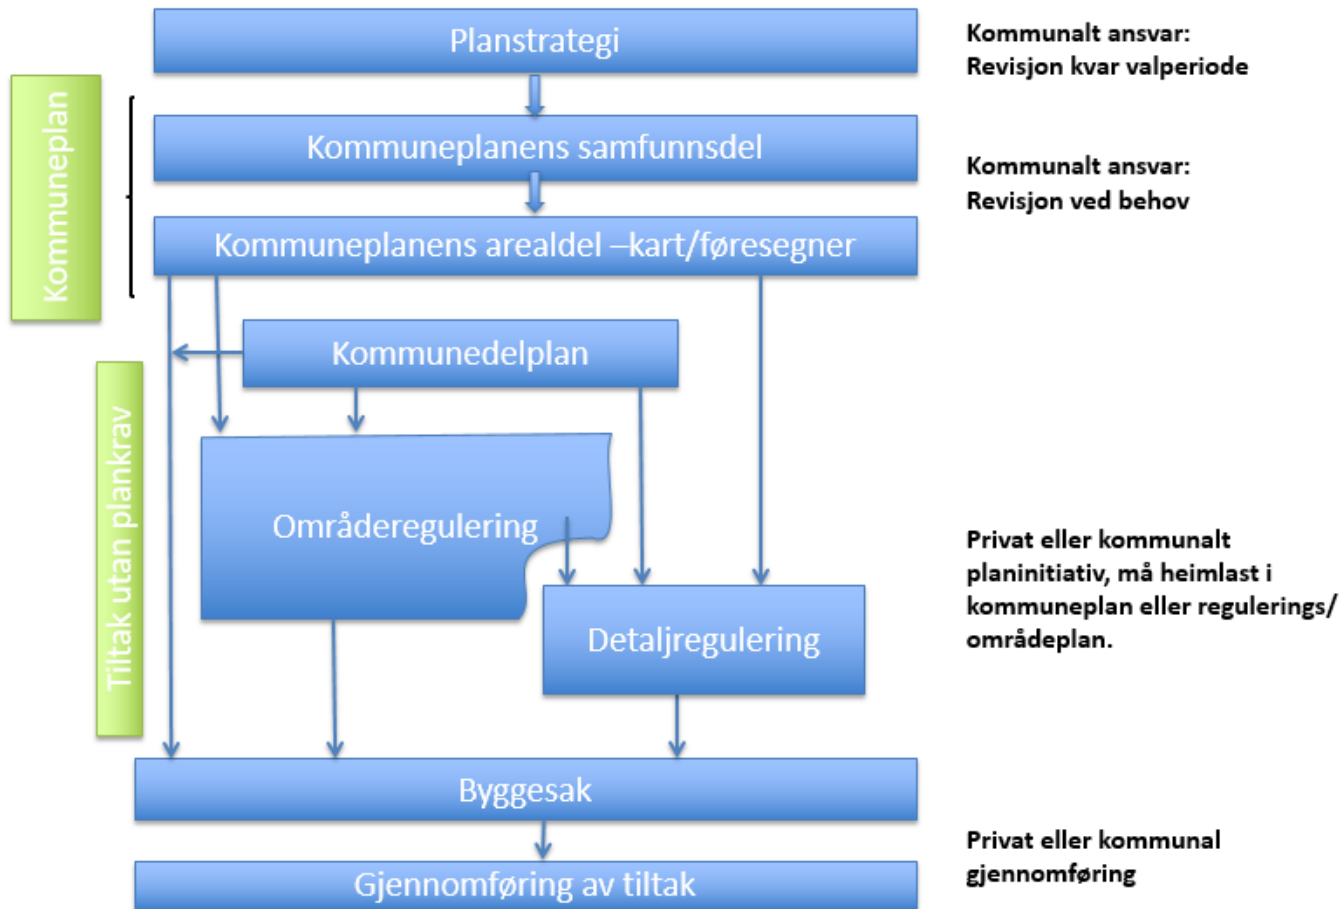 Planstrategi
Kommunalt ansvar:
Revisjon kvar valperiode
Kommuneplan
Kommuneplanens samfunnsdel
Kommunalt ansvar:
Revisjon ved behov
Kommuneplanens arealdel –kart/føresegner
Kommunedelplan
Tiltak utan plankrav
Områderegulering
Privat eller kommunalt
planinitiativ, må heimlast i
kommuneplan eller regulerings/
områdeplan.
Detaljregulering
Byggesak
Privat eller kommunal
gjennomføring
Gjennomføring av tiltak